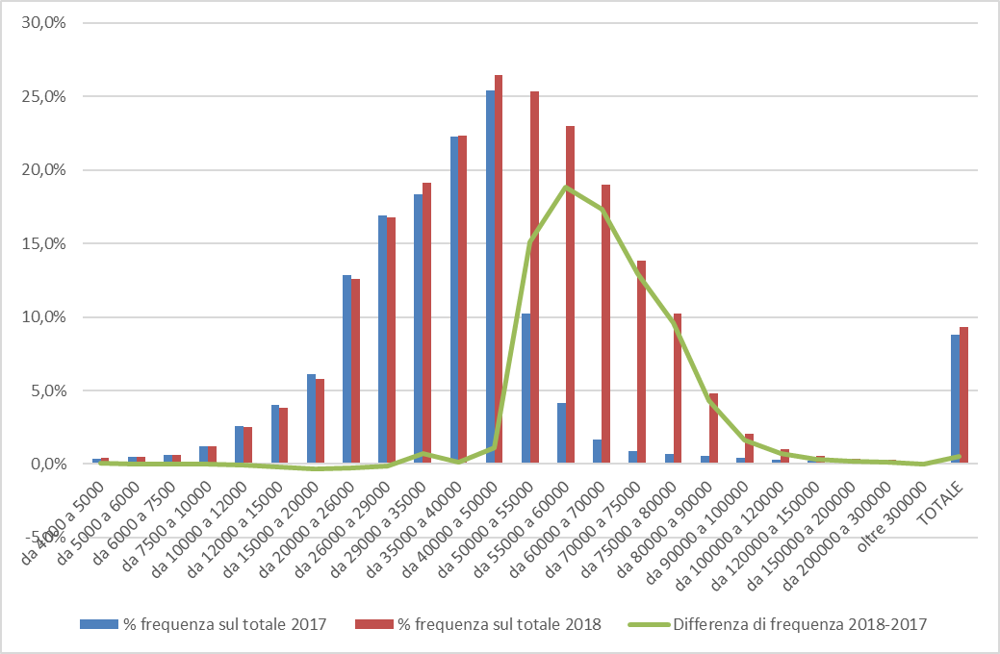 30,0%
25,0%
20,0%
15,0%
10,0%
5,0%
0,0%
-5,0%
da 4000 a 5000
da 5000 a 6000
da 6000 a 7500
da 7500 a 10000
da 10000 a 12000
da 12000 a 15000
da 15000 a 20000
da 20000 a 26000
da 26000 a 29000
da 29000 a 35000
da 35000 a 40000
da 40000 a 50000
da 50000 a 55000
da 55000 a 60000
da 60000 a 70000
da 70000 a 75000
da 75000 a 80000
da 80000 a 90000
da 90000 a 100000
da 100000 a 120000
da 120000 a 150000
da 150000 a 200000
da 200000 a 300000
oltre 300000
TOTALE
% frequenza sul totale 2017
% frequenza sul totale 2018
Differenza di frequenza 2018-2017